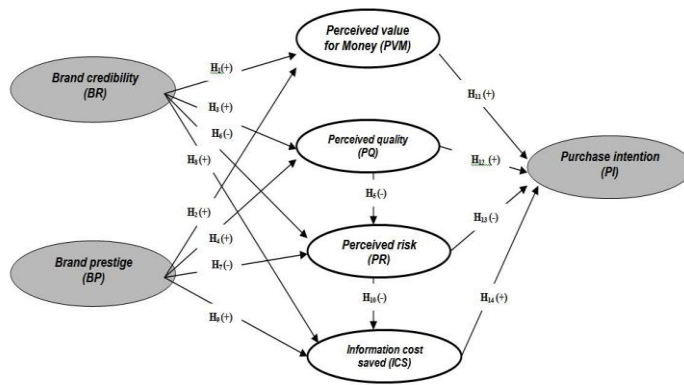 Perceived value
for Money (PVM)
Brand credibility
(BR)
H1(+)
H3(+)
H6(-)
H8(+)
H11(+)
Perceived quality
(PQ)
H12 (+)
Purchase intention
(PI)
H5(-)
H2(+)
H4(+)
H7(-)
Perceived risk
(PR)
H13(-)
Brand prestige
(BP)
H10(-)
H14(+)
H9(+)
Information cost
saved (ICS)